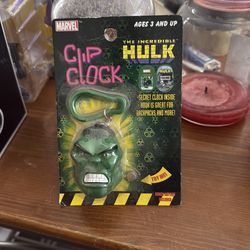 MARVEL
AGES 3 AND UP
CLIP
CLOCK
THE INCREDIBLE
HULK
SECRET CLOCK INSIDE
HULK IS GREAT FOR
BACKPACKS AND MORE!
TRY ME!